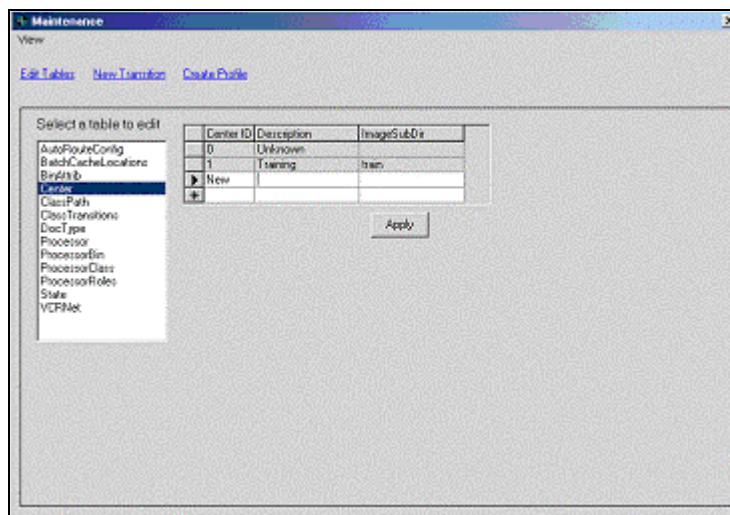 Maintenance
View
Edit Tables New Transition Create Profile
Select a table to edit
AutoRouteConfig
BatchCacheLocations
BinAttrib
Center
ClassPath
ClassTransitions
DocType
Processor
ProcessorBin
ProcessorClass
ProcessorRoles
State
VCRNet
Center ID Description ImageSubDir
0 Unknown
1 Training
New
Apply